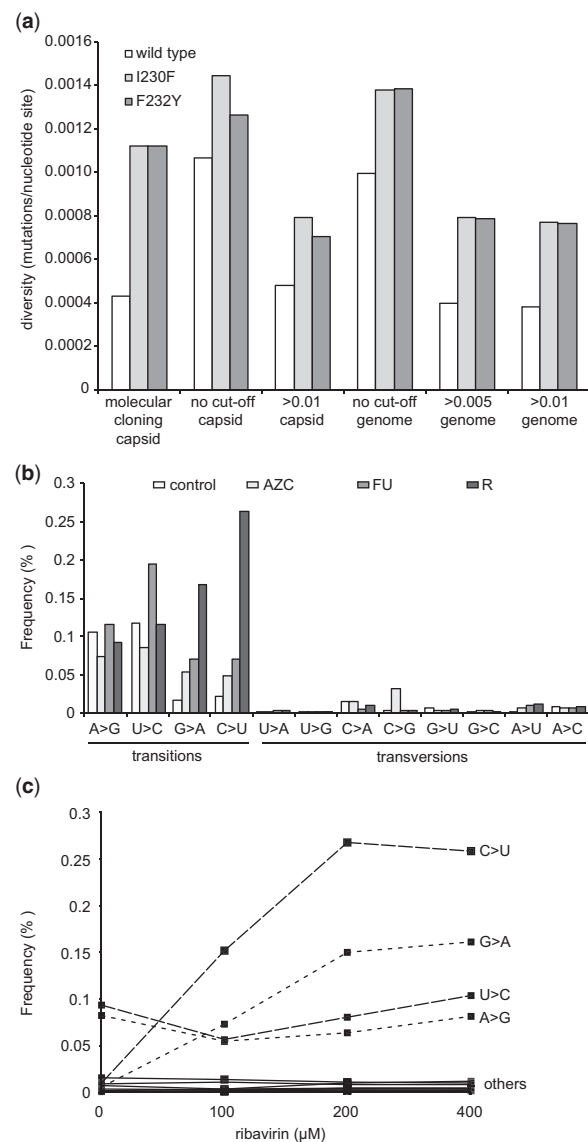 (a)
0.0016
0.0014
0.0012
0.0010
0.0008
0.0006
0.0004
0.0002
0
diversity (mutations/nucleotide site)
wild type
I230F
F232Y
molecular cloning capsid
no cut-off capsid
>0.01 capsid
no cut-off genome
>0.005 genome
>0.01 genome
(b)
0.3
0.25
0.2
0.15
0.1
0.05
0
Frequency (% )
control AZC FU R
A>G U>C G>A C>U U>A U>G C>A C>G G>U G>C A>U A>C
transitions transversions
(c)
0.3
0.25
0.2
0.15
0.1
0.05
0
Frequency (% )
C>U
G>A
U>C
A>G
others
0 100 200 400
ribavirin (µM)